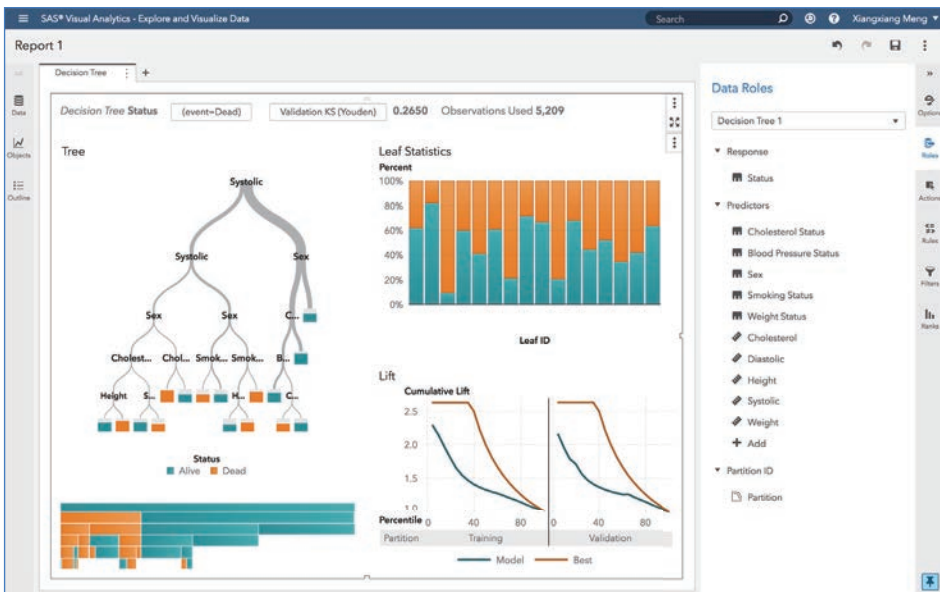 SAS® Visual Analytics - Explore and Visualize Data
Search
Xiangxiang Meng
Report 1
Decision Tree
Data
Objects
Outline
Decision Tree Status (event=Dead) Validation KS (Youden) 0.2650 Observations Used 5,209
Tree
Systolic
Systolic Sex
Sex Sex C...
Cholest... Chol... Smok... Smok... B...
Height S... H... C...
Status
Alive Dead
Leaf Statistics
Percent
100%
80%
60%
40%
20%
0%
Leaf ID
Lift
Cumulative Lift
2.5
2.0
1.5
1.0
Percentile 0 40 80 0 40 80
Partition Training Validation
Model Best
Data Roles
Decision Tree 1
Response
Status
Predictors
Cholesterol Status
Blood Pressure Status
Sex
Smoking Status
Weight Status
Cholesterol
Diastolic
Height
Systolic
Weight
+ Add
Partition ID
Partition
Option
Roles
Action
Rules
Filters
Ranks